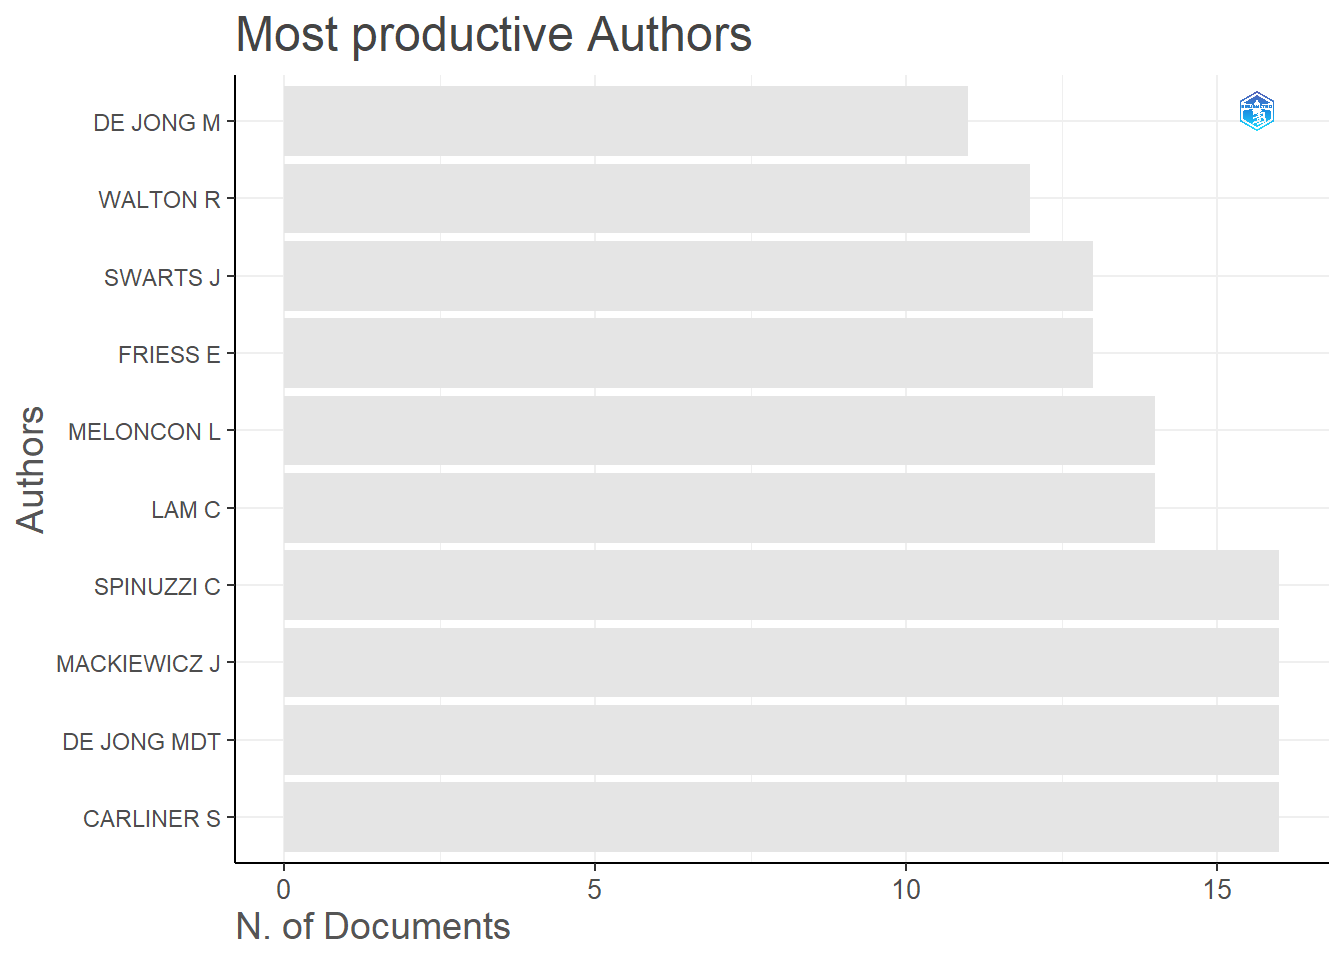 Most productive Authors
DE JONG M
WALTON R
SWARTS J
FRIESS E
MELONCON L
LAM C
SPINUZZI C
MACKIEWICZ J
DE JONG MDT
CARLINER S
Authors
0 5 10 15
N. of Documents